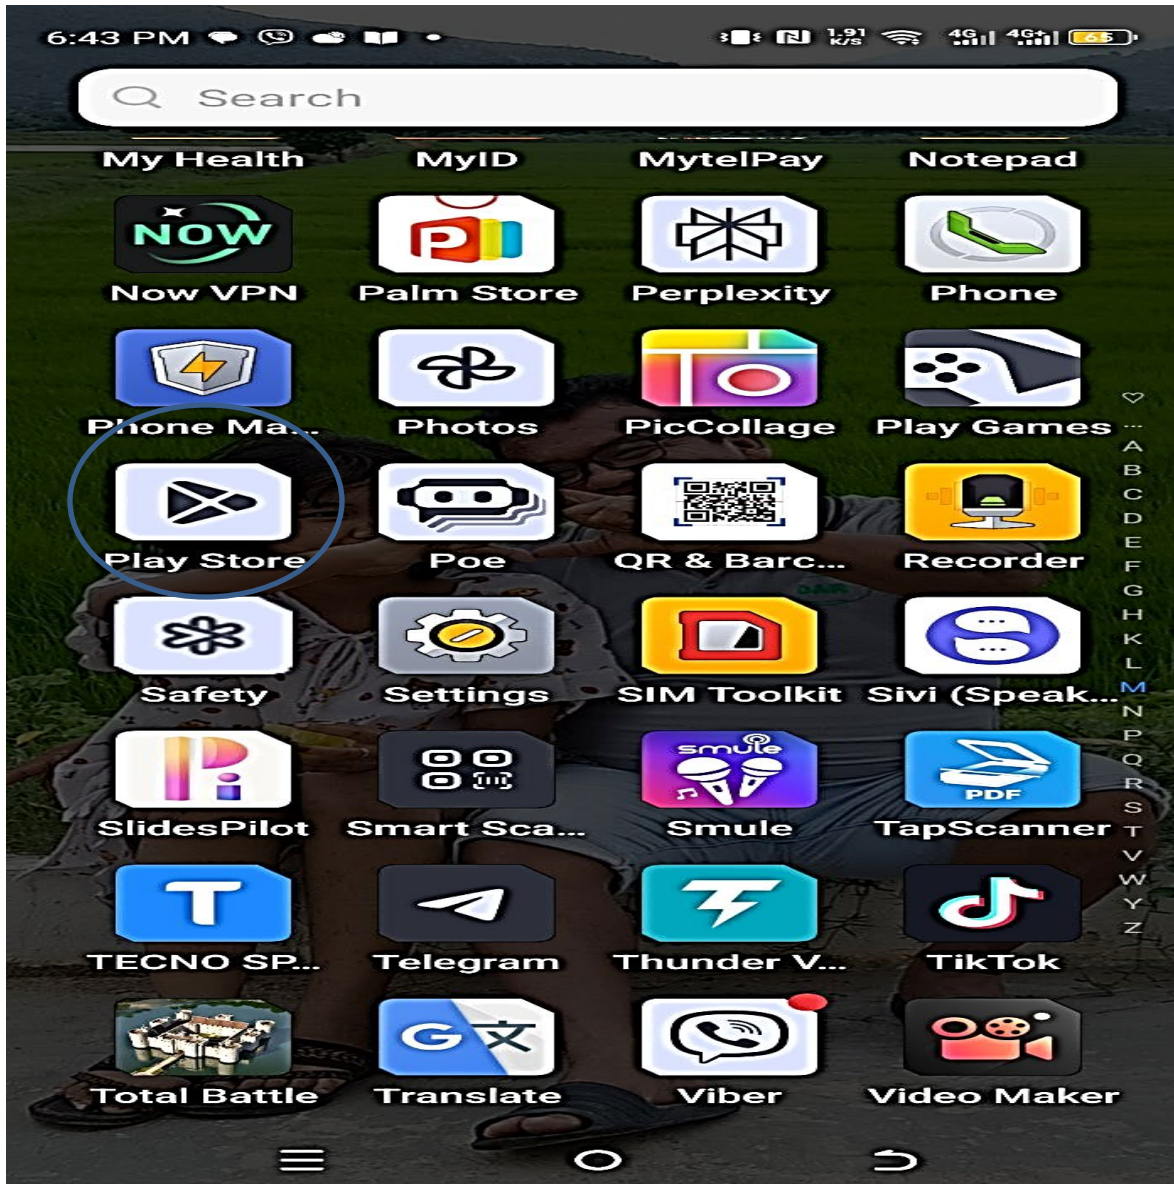 6:43 PM 1.91 K/S 4G 4G+ 65
Search
My Health MyID MytelPay Notepad
NOW
Now VPN Palm Store Perplexity Phone
Phone Ma... Photos PicCollage Play Games
...
A
B
C
D
E
F
G
H
K
L
M
N
P
Q
R
S
T
V
W
Y
Z
Play Store Poe QR & Barc... Recorder
Safety Settings SIM Toolkit Sivi (Speak...
smule
PDF
SlidesPilot Smart Sca... Smule TapScanner
T
TECNO SP... Telegram Thunder V... TikTok
G 文
Total Battle Translate Viber Video Maker